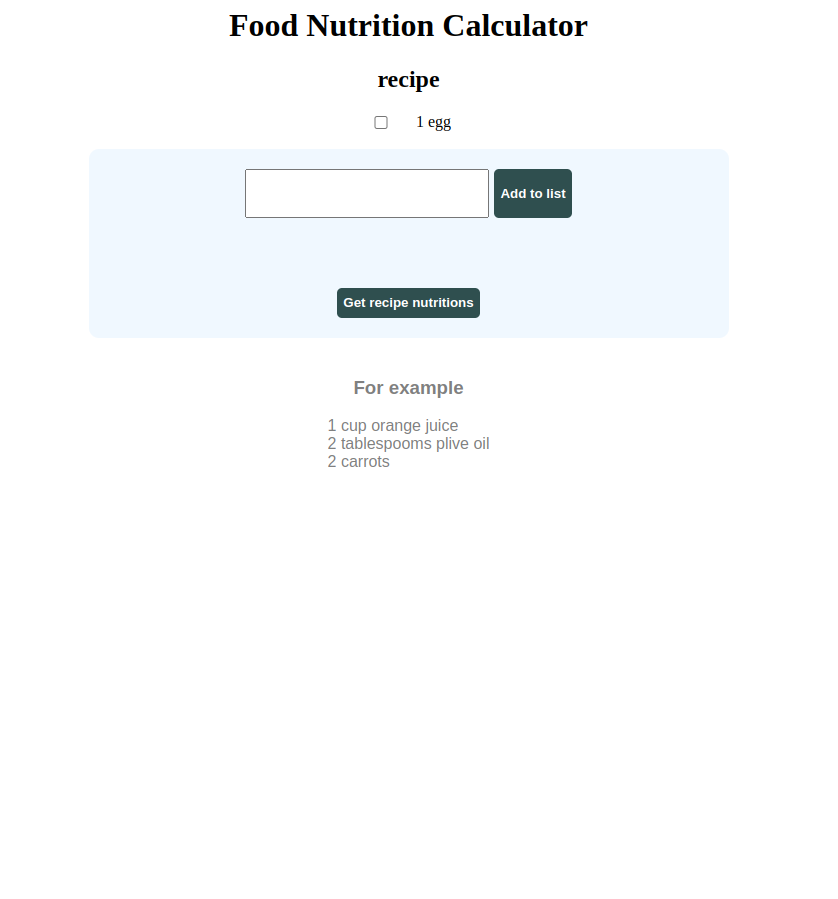 Food Nutrition Calculator
recipe
1 egg
Add to list
Get recipe nutritions
For example
1 cup orange juice
2 tablespooms plive oil
2 carrots